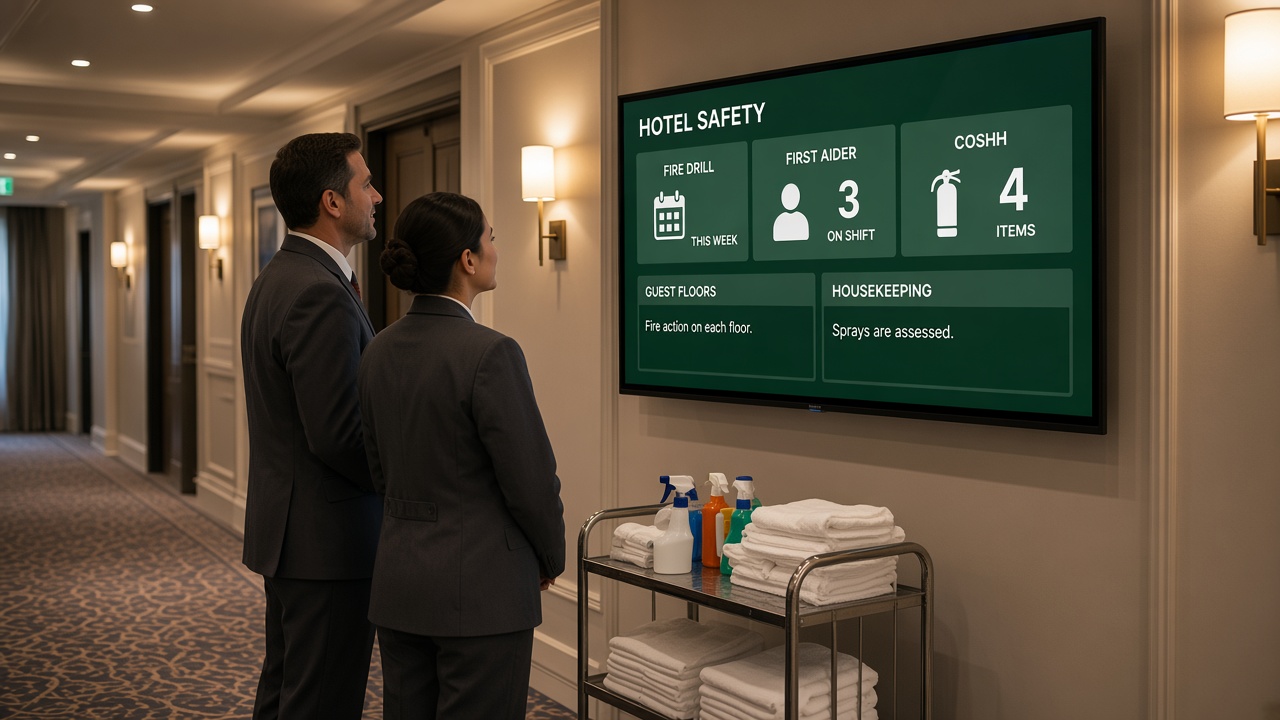 HOTEL SAFETY
FIRE DRILL
THIS WEEK
FIRST AIDER
3
ON SHIFT
COSHH
4
ITEMS
GUEST FLOORS
Fire action on each floor.
HOUSEKEEPING
Sprays are assessed.